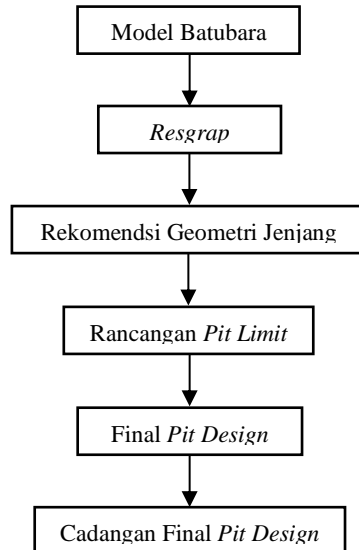 Model Batubara
Resgrap
Rekomendsi Geometri Jenjang
Rancangan Pit Limit
Final Pit Design
Cadangan Final Pit Design